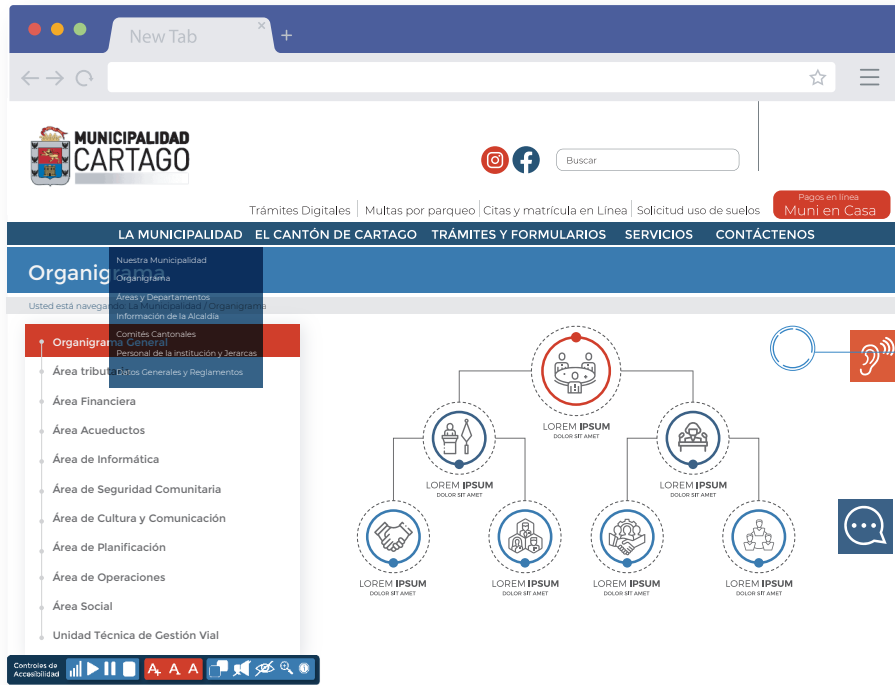 New Tab
MUNICIPALIDAD
CARTAGO
Buscar
Trámites Digitales
Multas por parqueo
Citas y matrícula en Línea
Solicitud uso de suelos
Pagos en línea
Muni en Casa
LA MUNICIPALIDAD
EL CANTÓN DE CARTAGO
TRÁMITES Y FORMULARIOS
SERVICIOS
CONTÁCTENOS
Organigrama
Usted está navegando: La Municipalidad / Organigrama
Nuestra Municipalidad
Organigrama
Áreas y Departamentos
Información de la Alcaldía
Comités Cantonales
Personal de la institución y Jerarcas
Datos Generales y Reglamentos
Organigrama General
Área tributaria
Área Financiera
Área Acueductos
Área de Informática
Área de Seguridad Comunitaria
Área de Cultura y Comunicación
Área de Planificación
Área de Operaciones
Área Social
Unidad Técnica de Gestión Vial
LOREM IPSUM
DOLOR SIT AMET
LOREM IPSUM
DOLOR SIT AMET
LOREM IPSUM
DOLOR SIT AMET
LOREM IPSUM
DOLOR SIT AMET
LOREM IPSUM
DOLOR SIT AMET
LOREM IPSUM
DOLOR SIT AMET
LOREM IPSUM
DOLOR SIT AMET
Controles de
Accesibilidad
A A A